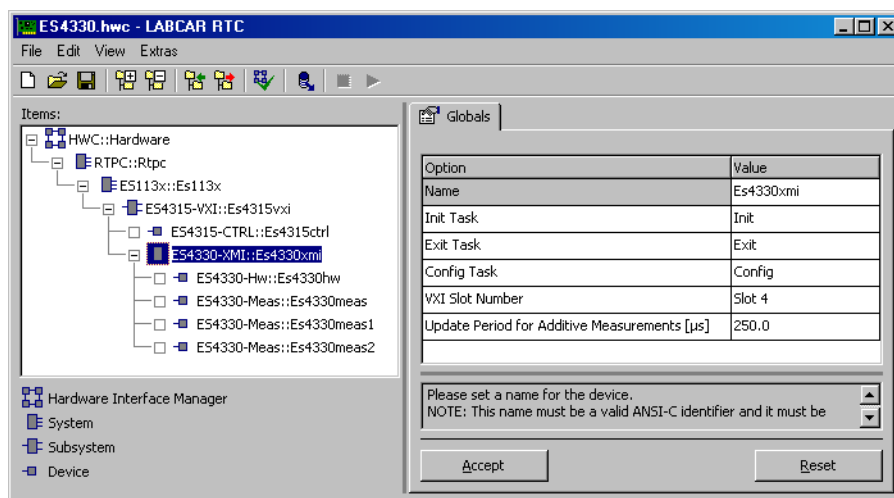 ES4330.hwc - LABCAR RTC
File Edit View Extras
Items:
HWC::Hardware
RTPC::Rtpc
ES113x::Es113x
ES4315-VXI::Es4315vxi
ES4315-CTRL::Es4315ctrl
ES4330-XMI::Es4330xmi
ES4330-Hw::Es4330hw
ES4330-Meas::Es4330meas
ES4330-Meas::Es4330meas1
ES4330-Meas::Es4330meas2
Hardware Interface Manager
System
Subsystem
Device
Globals
Option Value
Name Es4330xmi
Init Task Init
Exit Task Exit
Config Task Config
VXI Slot Number Slot 4
Update Period for Additive Measurements [µs] 250.0
Please set a name for the device.
NOTE: This name must be a valid ANSI-C identifier and it must be
Accept Reset